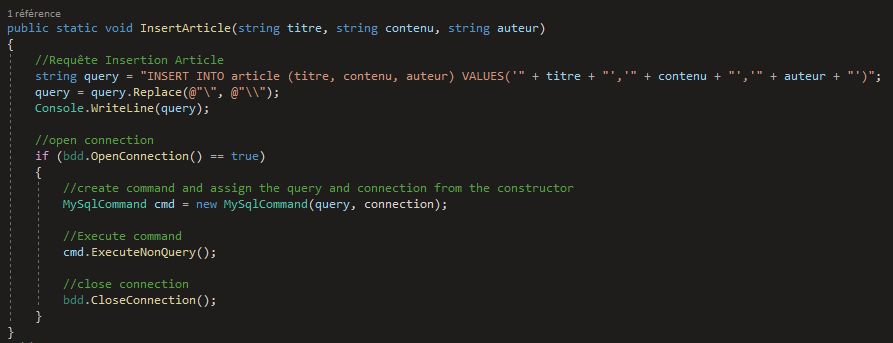 1 référence
public static void InsertArticle(string titre, string contenu, string auteur)
{
//Requête Insertion Article
string query = "INSERT INTO article (titre, contenu, auteur) VALUES('" + titre + "','" + contenu + "','" + auteur + "')";
query = query.Replace(@"\", @"\\");
Console.WriteLine(query);
//open connection
if (bdd.OpenConnection() == true)
{
//create command and assign the query and connection from the constructor
MySqlCommand cmd = new MySqlCommand(query, connection);
//Execute command
cmd.ExecuteNonQuery();
//close connection
bdd.CloseConnection();
}
}